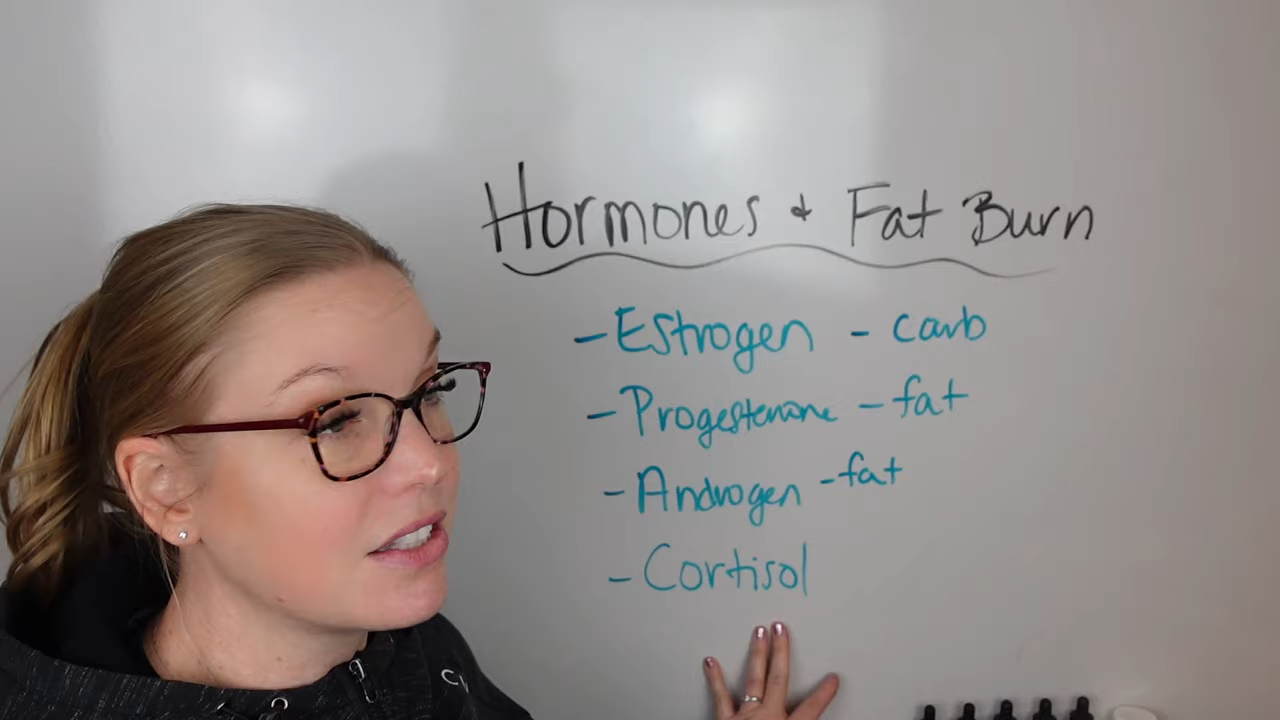 Hormones & Fat Burn
- Estrogen - carb
- Progesterone - fat
- Androgen - fat
- Cortisol